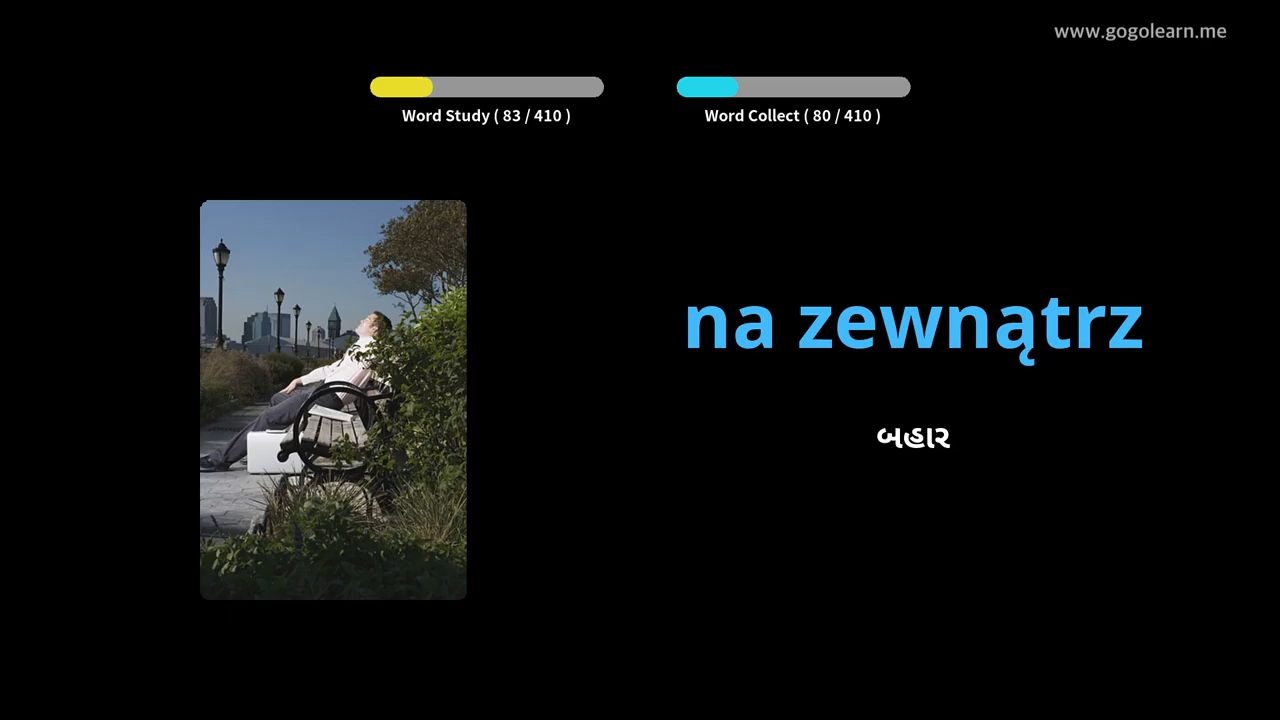 www.gogolearn.me
Word Study ( 83 / 410 )
Word Collect ( 80 / 410 )
na zewnątrz
બહાર